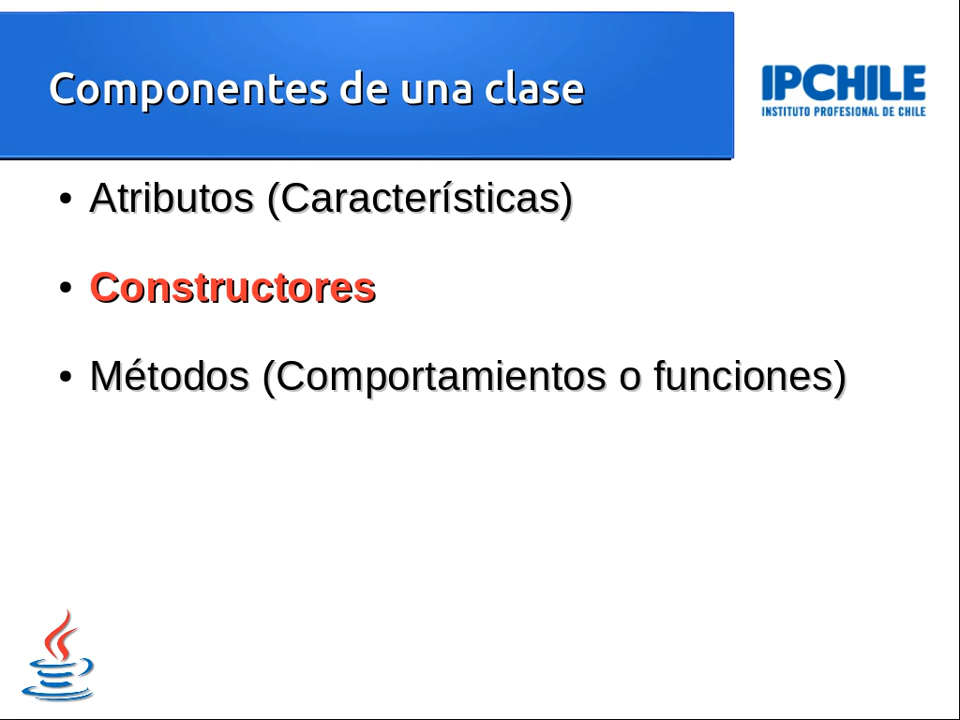 Componentes de una clase
IPCHILE
INSTITUTO PROFESIONAL DE CHILE
• Atributos (Características)
• Constructores
• Métodos (Comportamientos o funciones)